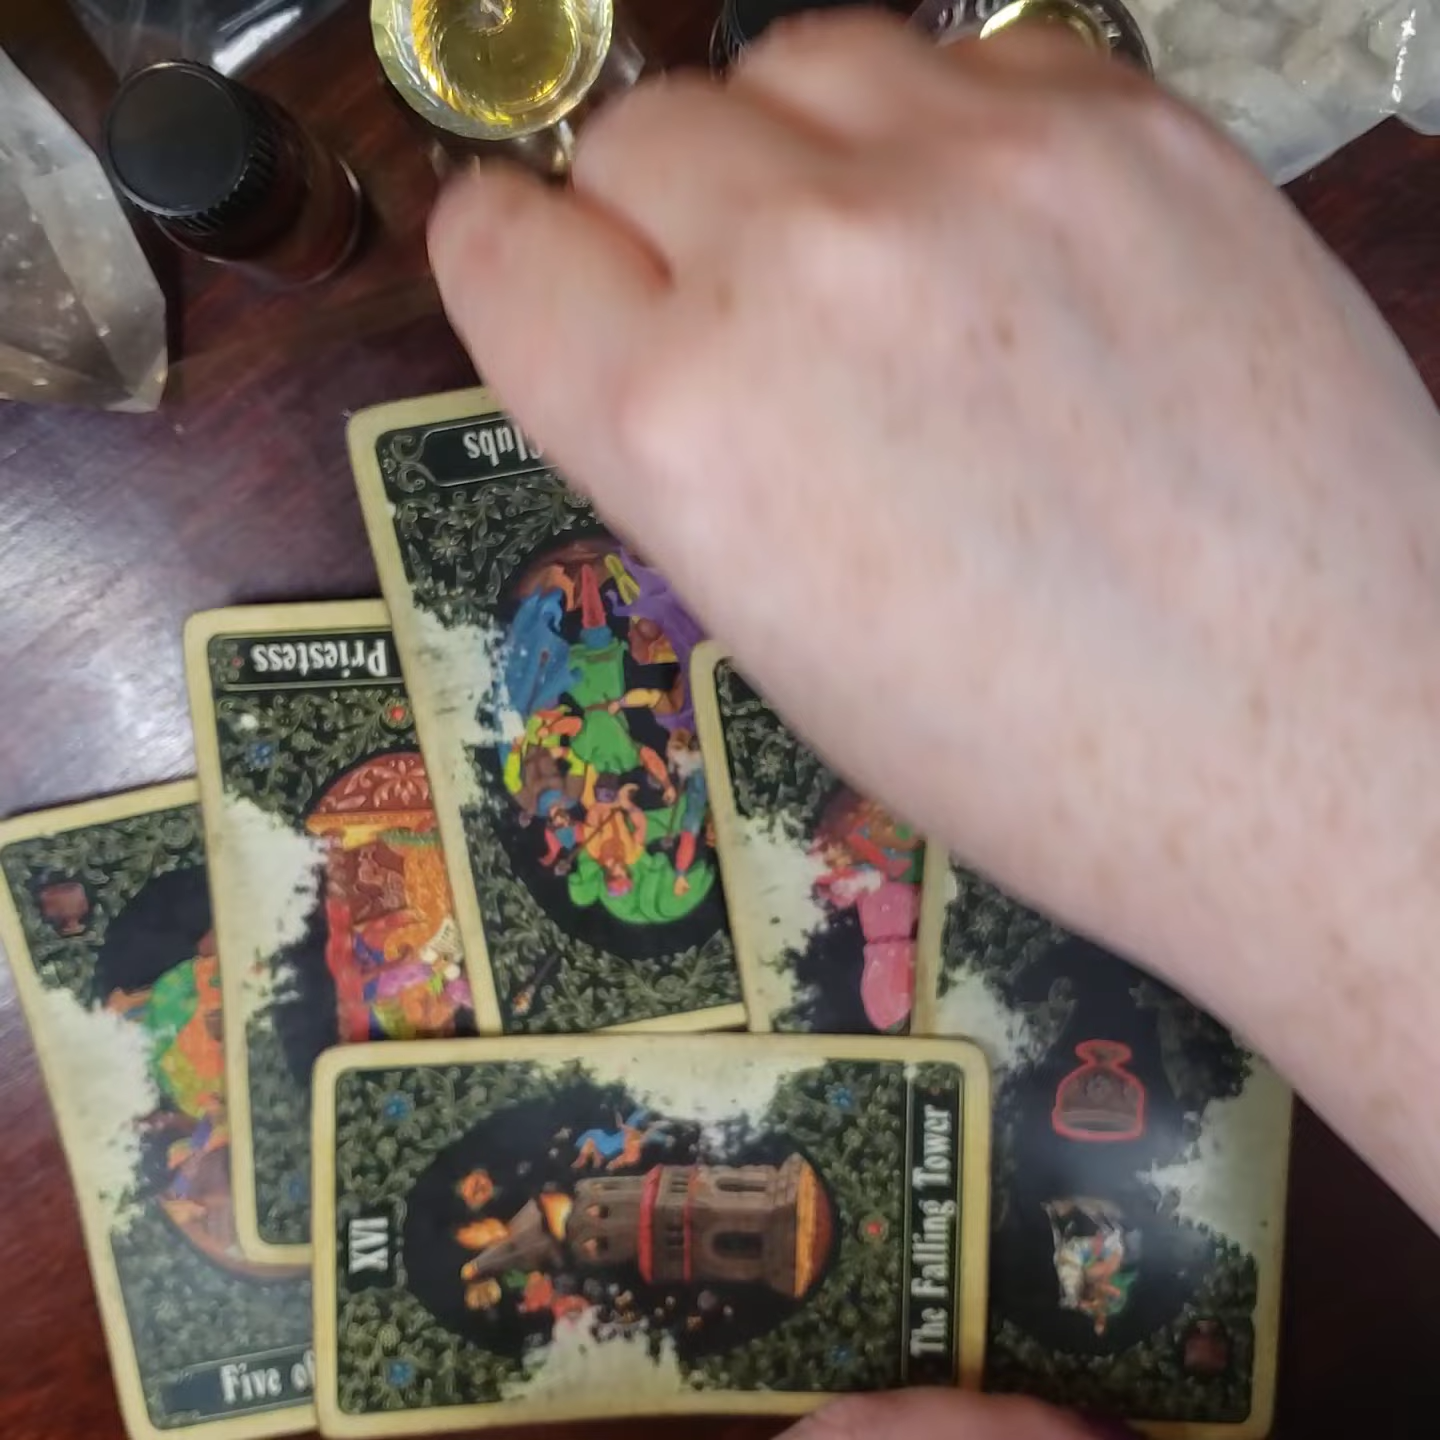 Clubs
Priestess
XVI
The Falling Tower
Five of